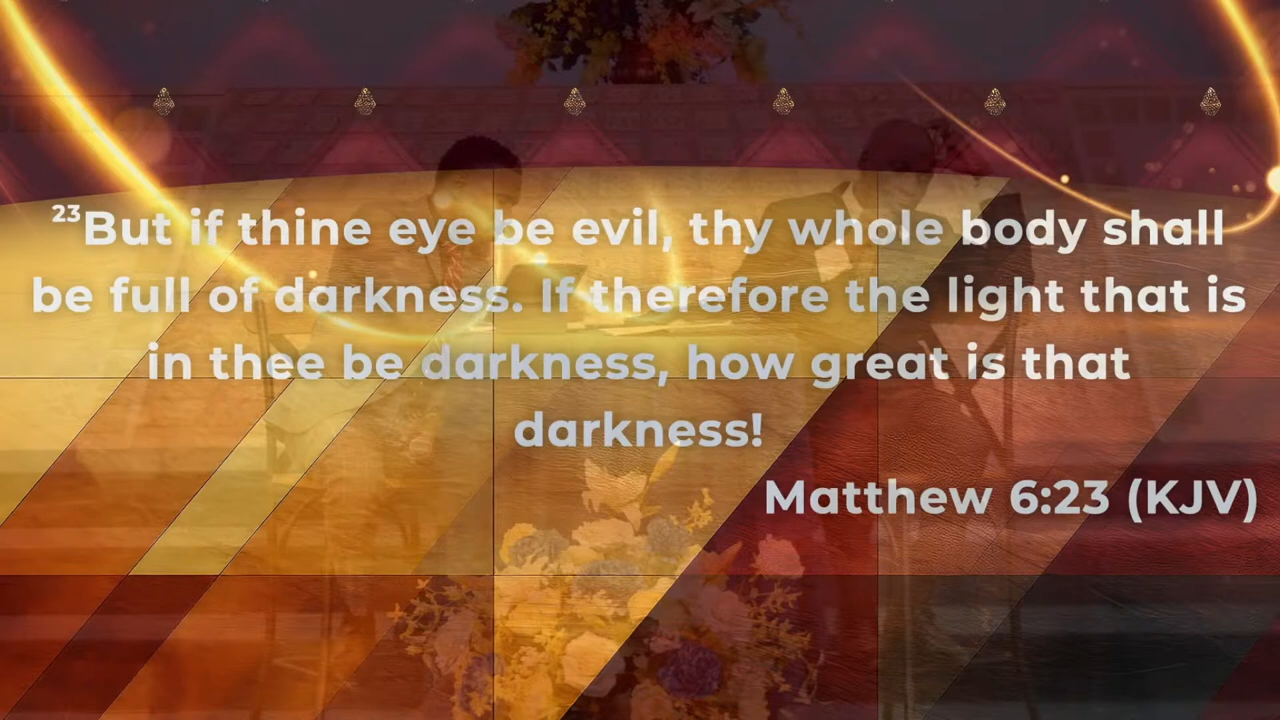 ²³But if thine eye be evil, thy whole body shall
be full of darkness. If therefore the light that is
in thee be darkness, how great is that
darkness!
Matthew 6:23 (KJV)